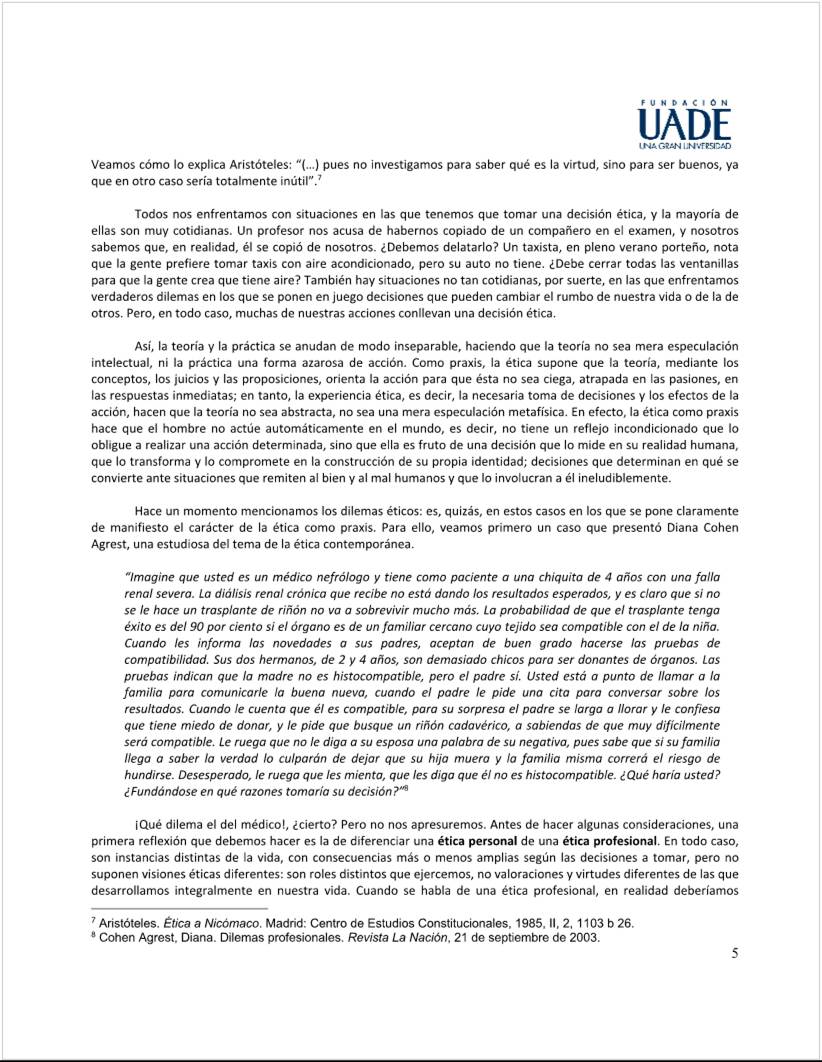 FUNDACIÓN
UADE
UNA GRAN UNIVERSIDAD
Veamos cómo lo explica Aristóteles: “(…) pues no investigamos para saber qué es la virtud, sino para ser buenos, ya
que en otro caso sería totalmente inútil”.7
Todos nos enfrentamos con situaciones en las que tenemos que tomar una decisión ética, y la mayoría de
ellas son muy cotidianas. Un profesor nos acusa de habernos copiado de un compañero en el examen, y nosotros
sabemos que, en realidad, él se copió de nosotros. ¿Debemos delatarlo? Un taxista, en pleno verano porteño, nota
que la gente prefiere tomar taxis con aire acondicionado, pero su auto no tiene. ¿Debe cerrar todas las ventanillas
para que la gente crea que tiene aire? También hay situaciones no tan cotidianas, por suerte, en las que enfrentamos
verdaderos dilemas en los que se ponen en juego decisiones que pueden cambiar el rumbo de nuestra vida o de la de
otros. Pero, en todo caso, muchas de nuestras acciones conllevan una decisión ética.
Así, la teoría y la práctica se anudan de modo inseparable, haciendo que la teoría no sea mera especulación
intelectual, ni la práctica una forma azarosa de acción. Como praxis, la ética supone que la teoría, mediante los
conceptos, los juicios y las proposiciones, orienta la acción para que ésta no sea ciega, atrapada en las pasiones, en
las respuestas inmediatas; en tanto, la experiencia ética, es decir, la necesaria toma de decisiones y los efectos de la
acción, hacen que la teoría no sea abstracta, no sea una mera especulación metafísica. En efecto, la ética como praxis
hace que el hombre no actúe automáticamente en el mundo, es decir, no tiene un reflejo incondicionado que lo
obligue a realizar una acción determinada, sino que ella es fruto de una decisión que lo mide en su realidad humana,
que lo transforma y lo compromete en la construcción de su propia identidad; decisiones que determinan en qué se
convierte ante situaciones que remiten al bien y al mal humanos y que lo involucran a él ineludiblemente.
Hace un momento mencionamos los dilemas éticos: es, quizás, en estos casos en los que se pone claramente
de manifiesto el carácter de la ética como praxis. Para ello, veamos primero un caso que presentó Diana Cohen
Agrest, una estudiosa del tema de la ética contemporánea.
“Imagine que usted es un médico nefrólogo y tiene como paciente a una chiquita de 4 años con una falla
renal severa. La diálisis renal crónica que recibe no está dando los resultados esperados, y es claro que si no
se le hace un trasplante de riñón no va a sobrevivir mucho más. La probabilidad de que el trasplante tenga
éxito es del 90 por ciento si el órgano es de un familiar cercano cuyo tejido sea compatible con el de la niña.
Cuando les informa las novedades a sus padres, aceptan de buen grado hacerse las pruebas de
compatibilidad. Sus dos hermanos, de 2 y 4 años, son demasiado chicos para ser donantes de órganos. Las
pruebas indican que la madre no es histocompatible, pero el padre sí. Usted está a punto de llamar a la
familia para comunicarle la buena nueva, cuando el padre le pide una cita para conversar sobre los
resultados. Cuando le cuenta que él es compatible, para su sorpresa el padre se larga a llorar y le confiesa
que tiene miedo de donar, y le pide que busque un riñón cadavérico, a sabiendas de que muy difícilmente
será compatible. Le ruega que no le diga a su esposa una palabra de su negativa, pues sabe que si su familia
llega a saber la verdad lo culparán de dejar que su hija muera y la familia misma correrá el riesgo de
hundirse. Desesperado, le ruega que les mienta, que les diga que él no es histocompatible. ¿Qué haría usted?
¿Fundándose en qué razones tomaría su decisión?”8
¡Qué dilema el del médico!, ¿cierto? Pero no nos apresuremos. Antes de hacer algunas consideraciones, una
primera reflexión que debemos hacer es la de diferenciar una ética personal de una ética profesional. En todo caso,
son instancias distintas de la vida, con consecuencias más o menos amplias según las decisiones a tomar, pero no
suponen visiones éticas diferentes: son roles distintos que ejercemos, no valoraciones y virtudes diferentes de las que
desarrollamos integralmente en nuestra vida. Cuando se habla de una ética profesional, en realidad deberíamos
7 Aristóteles. Ética a Nicómaco. Madrid: Centro de Estudios Constitucionales, 1985, II, 2, 1103 b 26.
8 Cohen Agrest, Diana. Dilemas profesionales. Revista La Nación, 21 de septiembre de 2003.
5